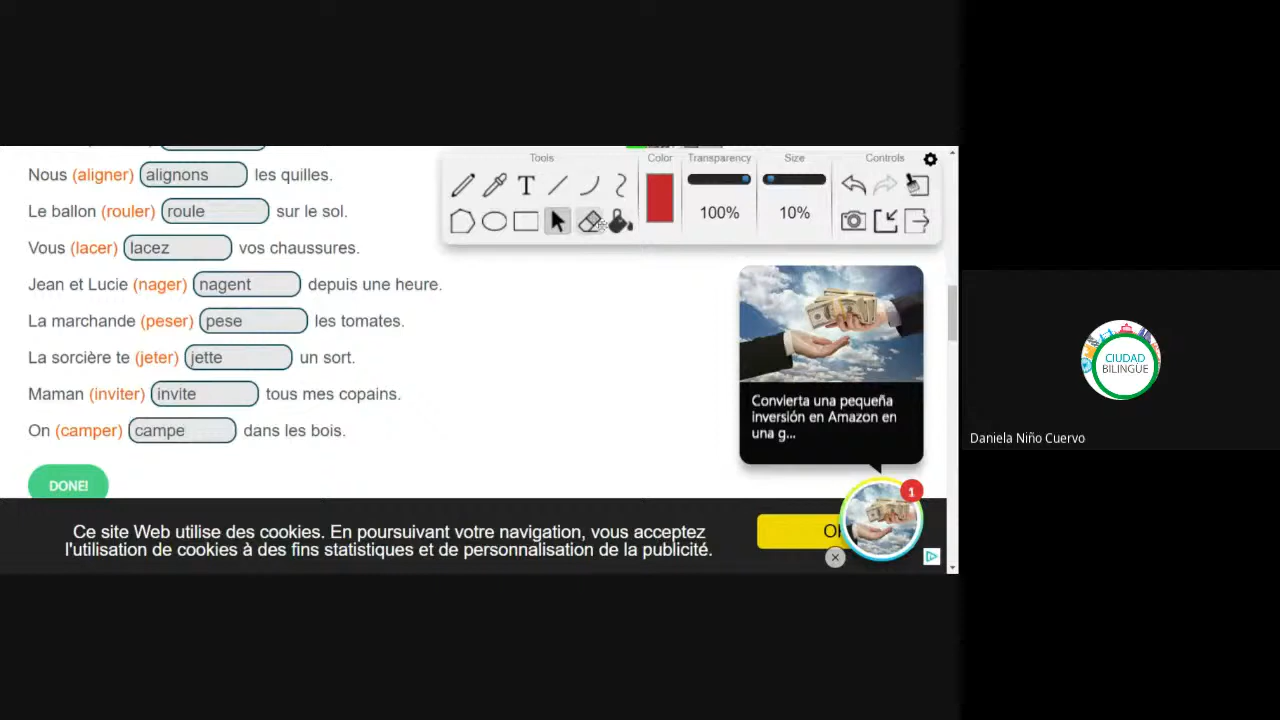 Tools
Color
Transparency
Size
Controls
T
100%
10%
Nous (aligner) alignons les quilles.
Le ballon (rouler) roule sur le sol.
Vous (lacer) lacez vos chaussures.
Jean et Lucie (nager) nagent depuis une heure.
La marchande (peser) pese les tomates.
La sorcière te (jeter) jette un sort.
Maman (inviter) invite tous mes copains.
On (camper) campe dans les bois.
DONE!
Convierta una pequeña
inversión en Amazon en
una g...
1
Ce site Web utilise des cookies. En poursuivant votre navigation, vous acceptez
l'utilisation de cookies à des fins statistiques et de personnalisation de la publicité.
CIUDAD
BILINGÜE
Daniela Niño Cuervo